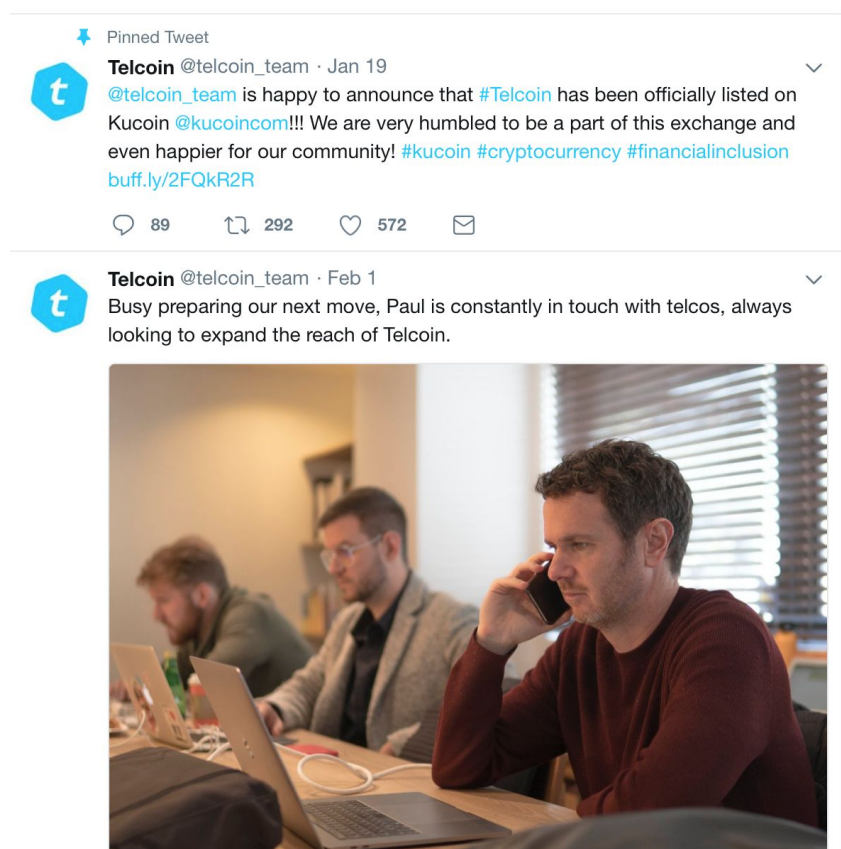 Pinned Tweet
Telcoin @telcoin_team · Jan 19
@telcoin_team is happy to announce that #Telcoin has been officially listed on
Kucoin @kucoincom!!! We are very humbled to be a part of this exchange and
even happier for our community! #kucoin #cryptocurrency #financialinclusion
buff.ly/2FQkR2R
89 292 572
Telcoin @telcoin_team · Feb 1
Busy preparing our next move, Paul is constantly in touch with telcos, always
looking to expand the reach of Telcoin.